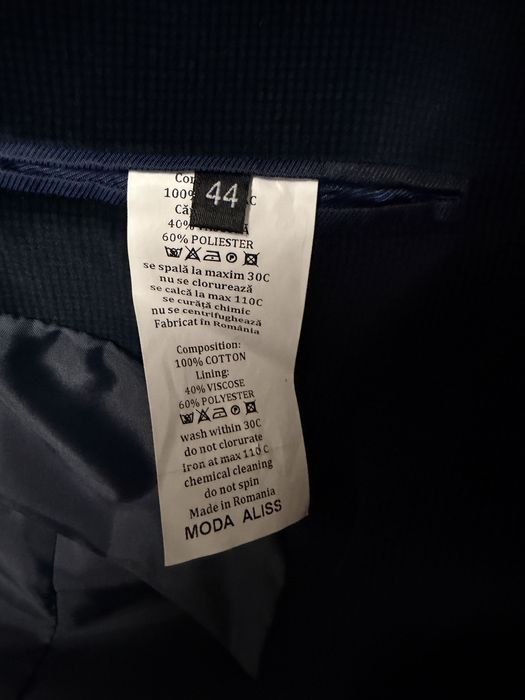 44
100%
40%
60% POLIESTER
se spală la maxim 30C
nu se clorurează
se calcă la max 110C
se curăță chimic
nu se centrifughează
Fabricat în România
Composition:
100% COTTON
Lining:
40% VISCOSE
60% POLYESTER
wash within 30C
do not clorurate
Iron at max 110 C
chemical cleaning
do not spin
Made in Romania
MODA ALISS